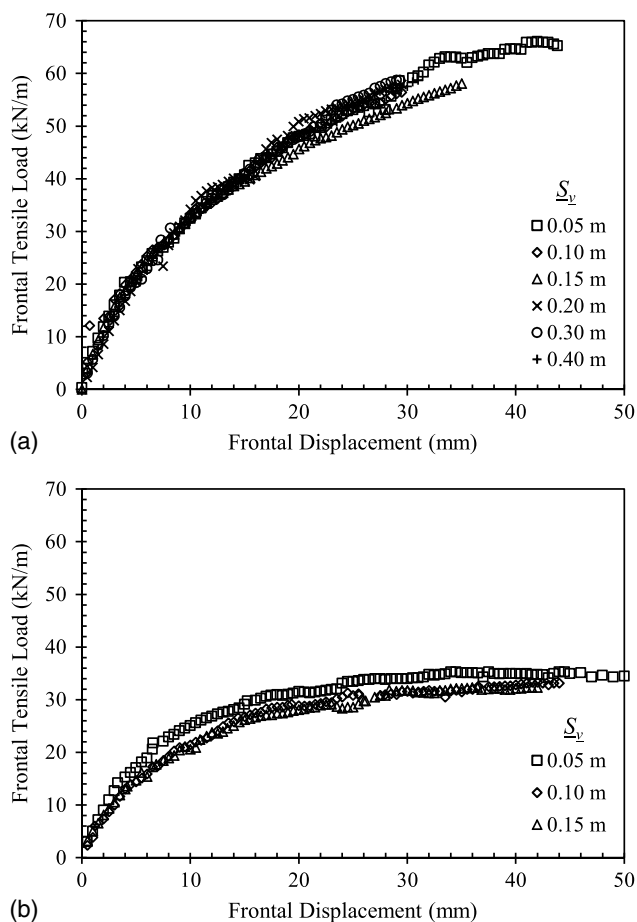 70
60
50
40
30
20
10
0
Frontal Tensile Load (kN/m)
S_v
0.05 m
0.10 m
0.15 m
0.20 m
0.30 m
0.40 m
0 10 20 30 40 50
(a) Frontal Displacement (mm)
70
60
50
40
30
20
10
0
Frontal Tensile Load (kN/m)
S_v
0.05 m
0.10 m
0.15 m
0 10 20 30 40 50
(b) Frontal Displacement (mm)